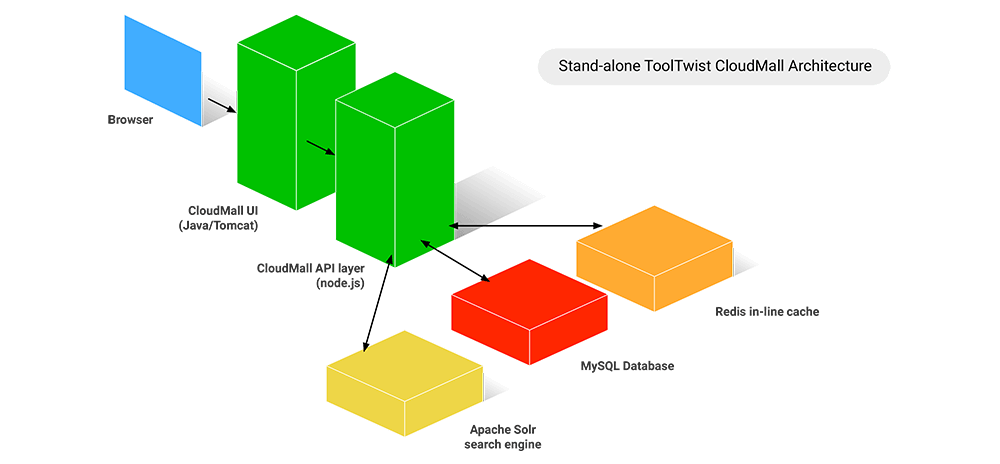 Stand-alone ToolTwist CloudMall Architecture
Browser
CloudMall UI
(Java/Tomcat)
CloudMall API layer
(node.js)
Redis in-line cache
MySQL Database
Apache Solr
search engine